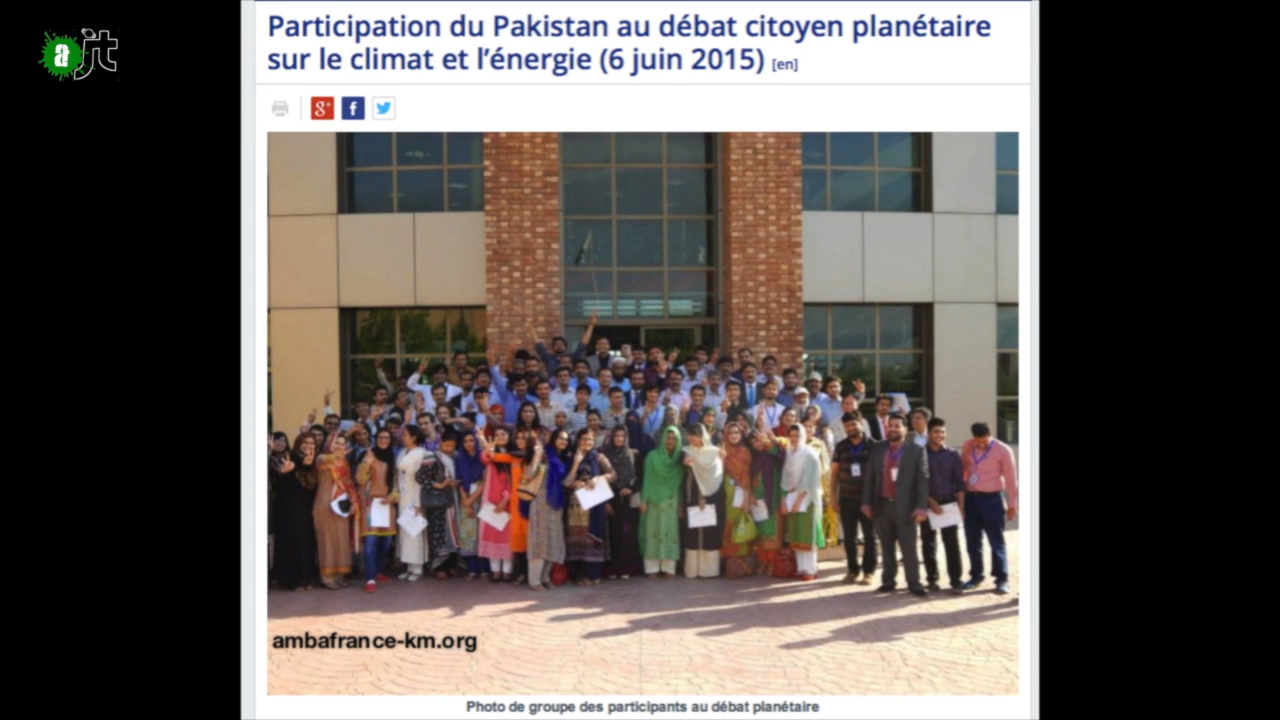 ajt
Participation du Pakistan au débat citoyen planétaire
sur le climat et l'énergie (6 juin 2015) [en]
g+ f
ambafrance-km.org
Photo de groupe des participants au débat planétaire